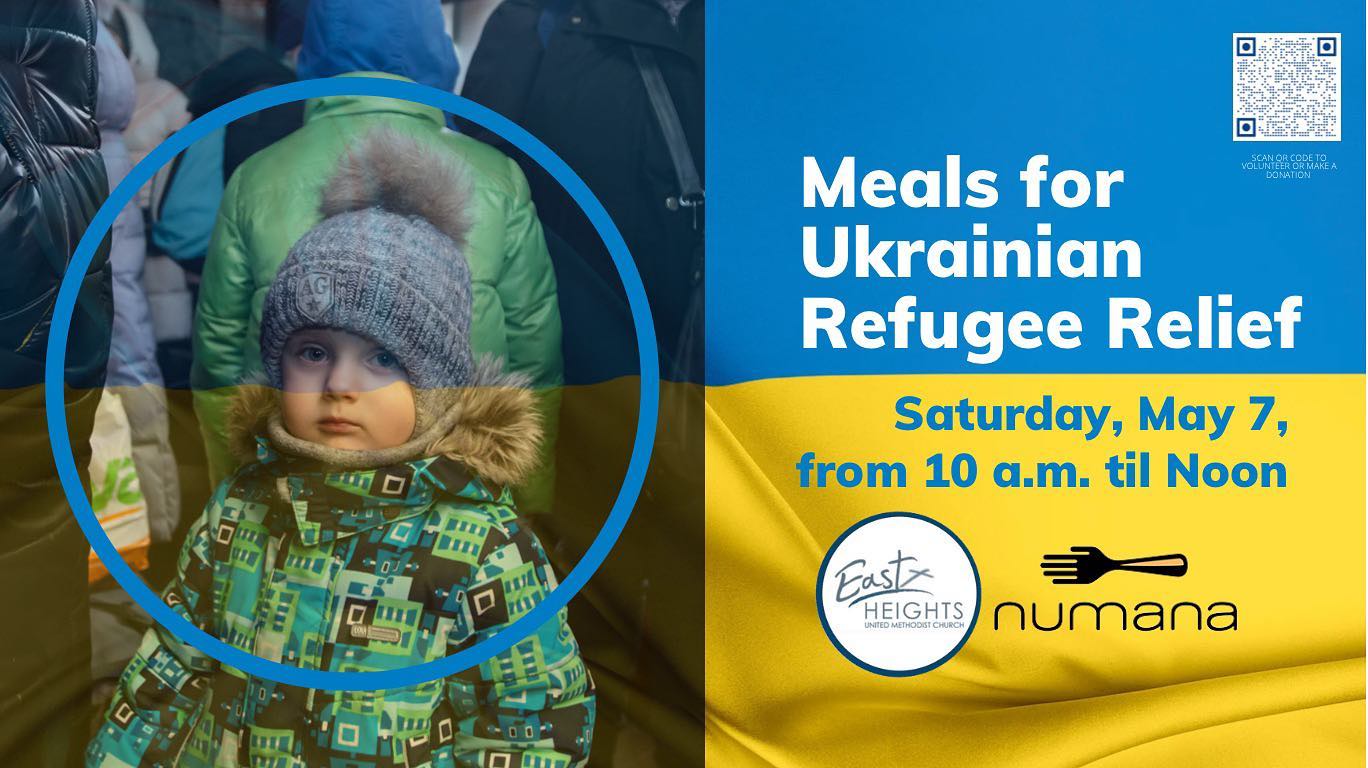 SCAN QR CODE TO
VOLUNTEER OR MAKE A
DONATION
Meals for
Ukrainian
Refugee Relief
Saturday, May 7,
from 10 a.m. til Noon
East
HEIGHTS
UNITED METHODIST CHURCH
numana
AG